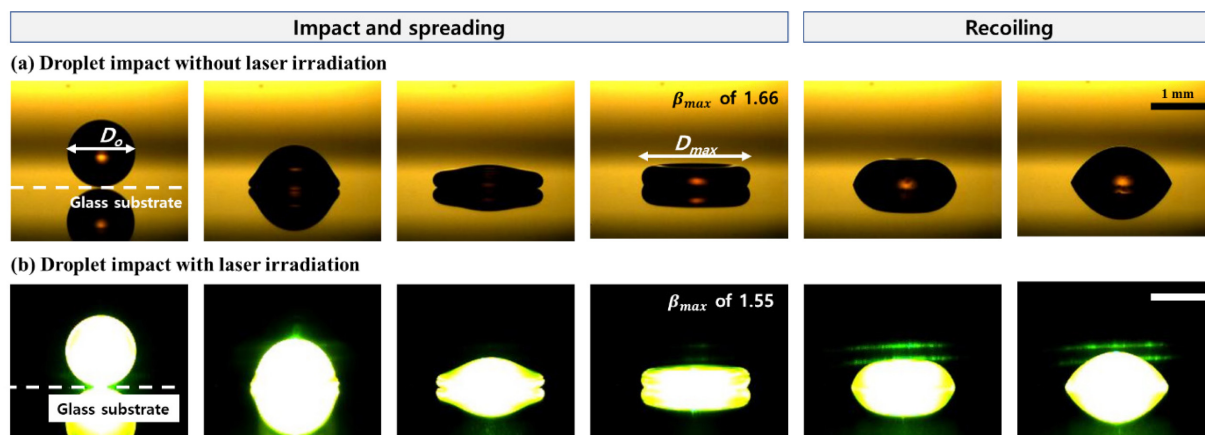 Impact and spreading
Recoiling
(a) Droplet impact without laser irradiation
Dₒ
Glass substrate
Dₘₐₓ
βₘₐₓ of 1.66
1 mm
(b) Droplet impact with laser irradiation
Glass substrate
βₘₐₓ of 1.55